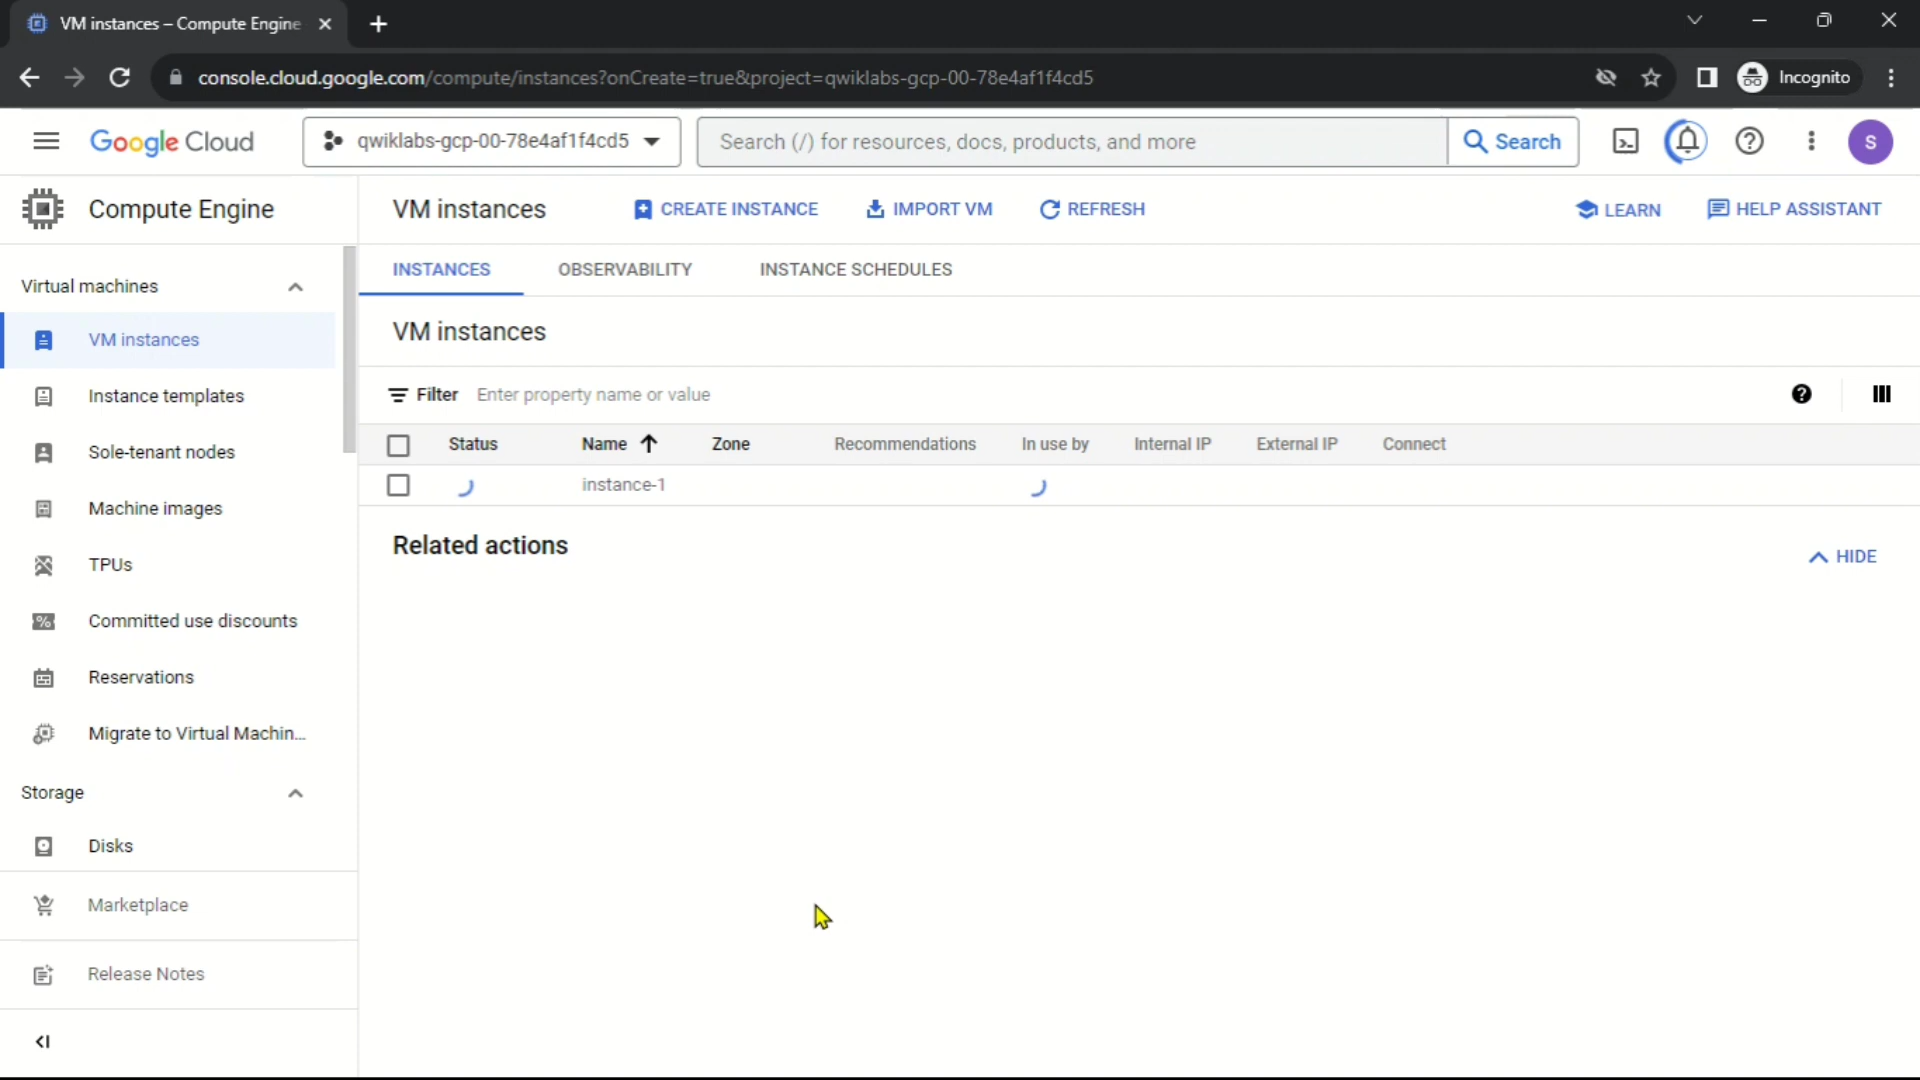 VM instances – Compute Engine
console.cloud.google.com/compute/instances?onCreate=true&project=qwiklabs-gcp-00-78e4af1f4cd5
Incognito
Google Cloud
qwiklabs-gcp-00-78e4af1f4cd5
Search (/) for resources, docs, products, and more
Search
S
Compute Engine
VM instances
CREATE INSTANCE
IMPORT VM
REFRESH
LEARN
HELP ASSISTANT
Virtual machines
VM instances
Instance templates
Sole-tenant nodes
Machine images
TPUs
Committed use discounts
Reservations
Migrate to Virtual Machin...
Storage
Disks
Marketplace
Release Notes
INSTANCES
OBSERVABILITY
INSTANCE SCHEDULES
VM instances
Filter Enter property name or value
Status Name Zone Recommendations In use by Internal IP External IP Connect
instance-1
Related actions
HIDE